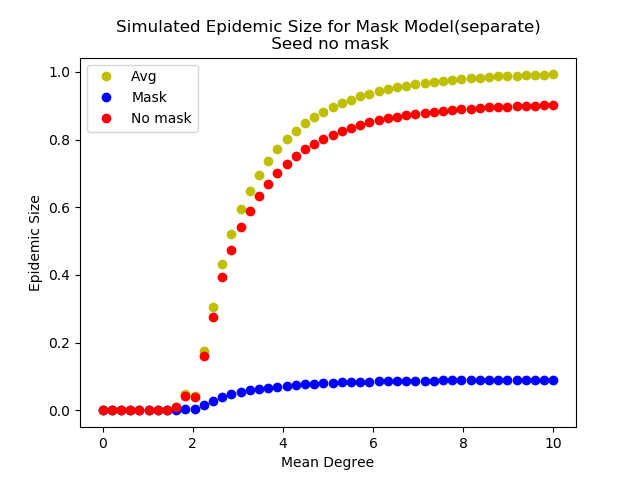 Simulated Epidemic Size for Mask Model(separate)
Seed no mask
Avg
Mask
No mask
Epidemic Size
1.0
0.8
0.6
0.4
0.2
0.0
0
2
4
6
8
10
Mean Degree